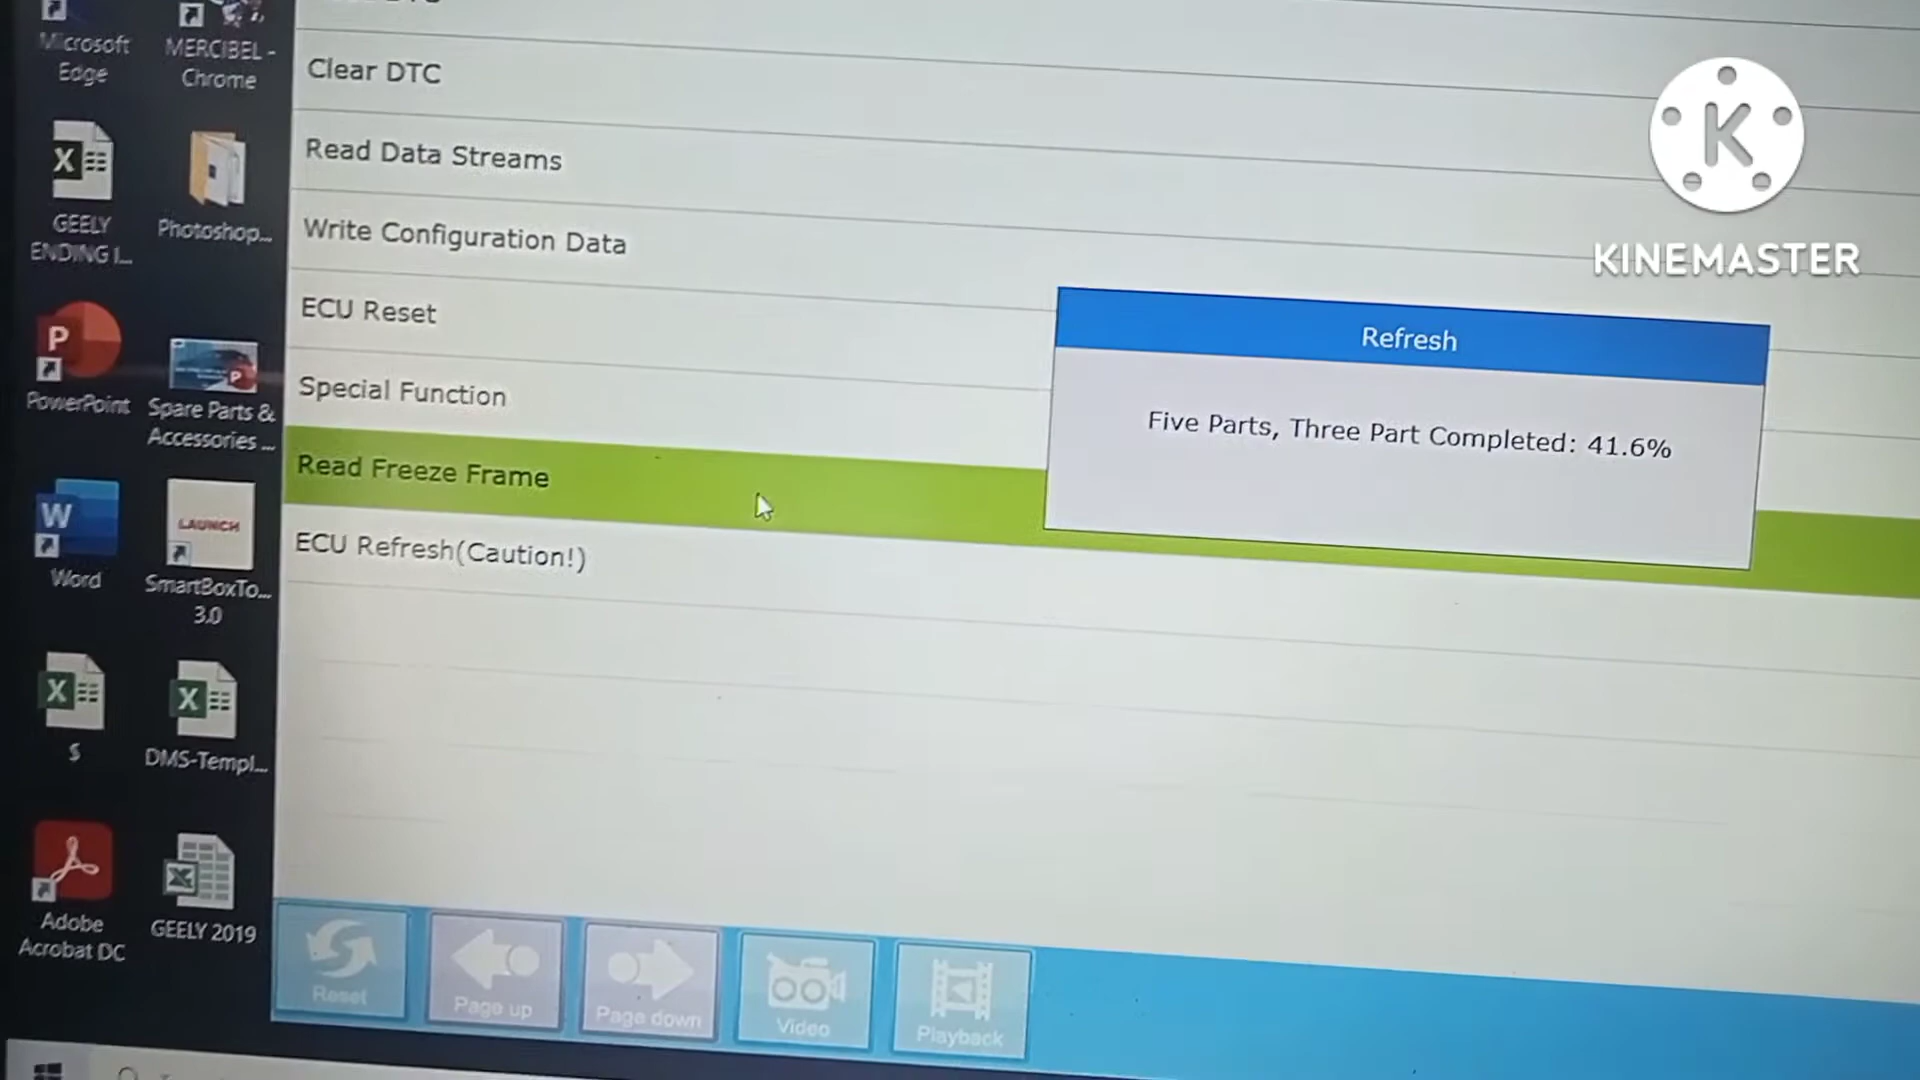 Microsoft
Edge
MERCIBEL -
Chrome
GEELY
ENDING I...
Photoshop...
PowerPoint
Spare Parts &
Accessories ...
Word
LAUNCH
SmartBoxTo...
3.0
$
DMS-Templ...
Adobe
Acrobat DC
GEELY 2019
Clear DTC
Read Data Streams
Write Configuration Data
ECU Reset
Special Function
Read Freeze Frame
ECU Refresh(Caution!)
Refresh
Five Parts, Three Part Completed: 41.6%
K
KINEMASTER
Reset
Page up
Page down
Video
Playback